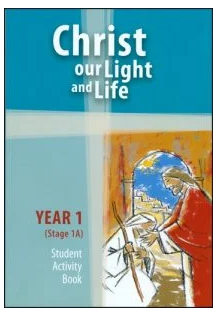 Christ
our Light
and Life
YEAR 1
(Stage 1A)
Student
Activity
Book